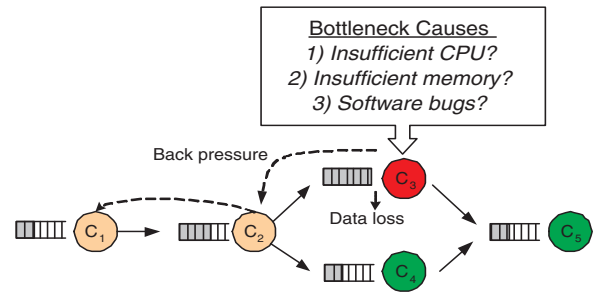 Bottleneck Causes
1) Insufficient CPU?
2) Insufficient memory?
3) Software bugs?
Back pressure
C3
Data loss
C1
C2
C5
C4